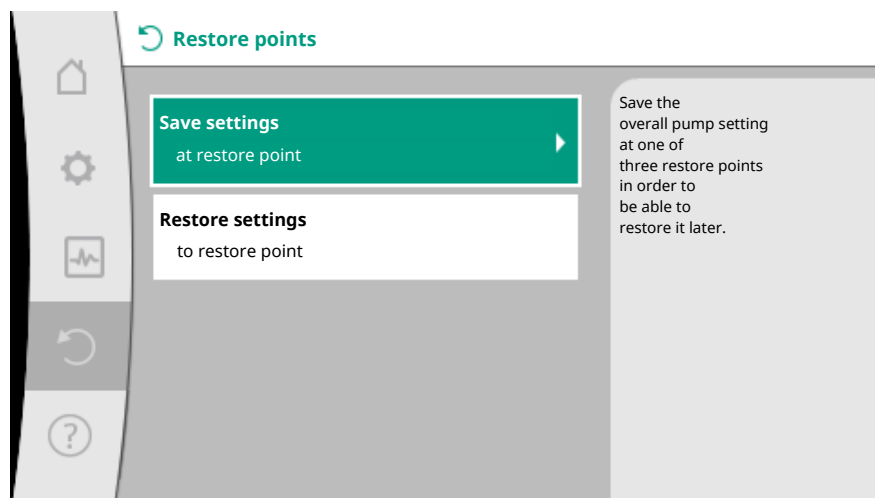 Restore points
Save settings
at restore point
Restore settings
to restore point
Save the
overall pump setting
at one of
three restore points
in order to
be able to
restore it later.
?